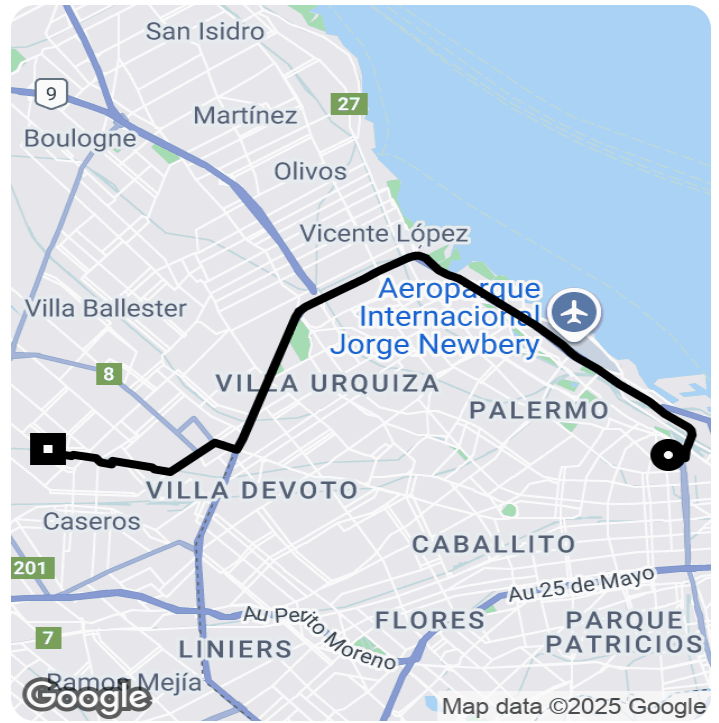 San Isidro
9
27
Martínez
Boulogne
Olivos
Vicente López
Aeroparque
Internacional
Jorge Newbery
Villa Ballester
8
VILLA URQUIZA
PALERMO
VILLA DEVOTO
Caseros
CABALLITO
201
Au 25 de Mayo
Au Perito Moreno
FLORES
PARQUE
PATRICIOS
7
LINIERS
Ramos Mejía
Google
Map data ©2025 Google